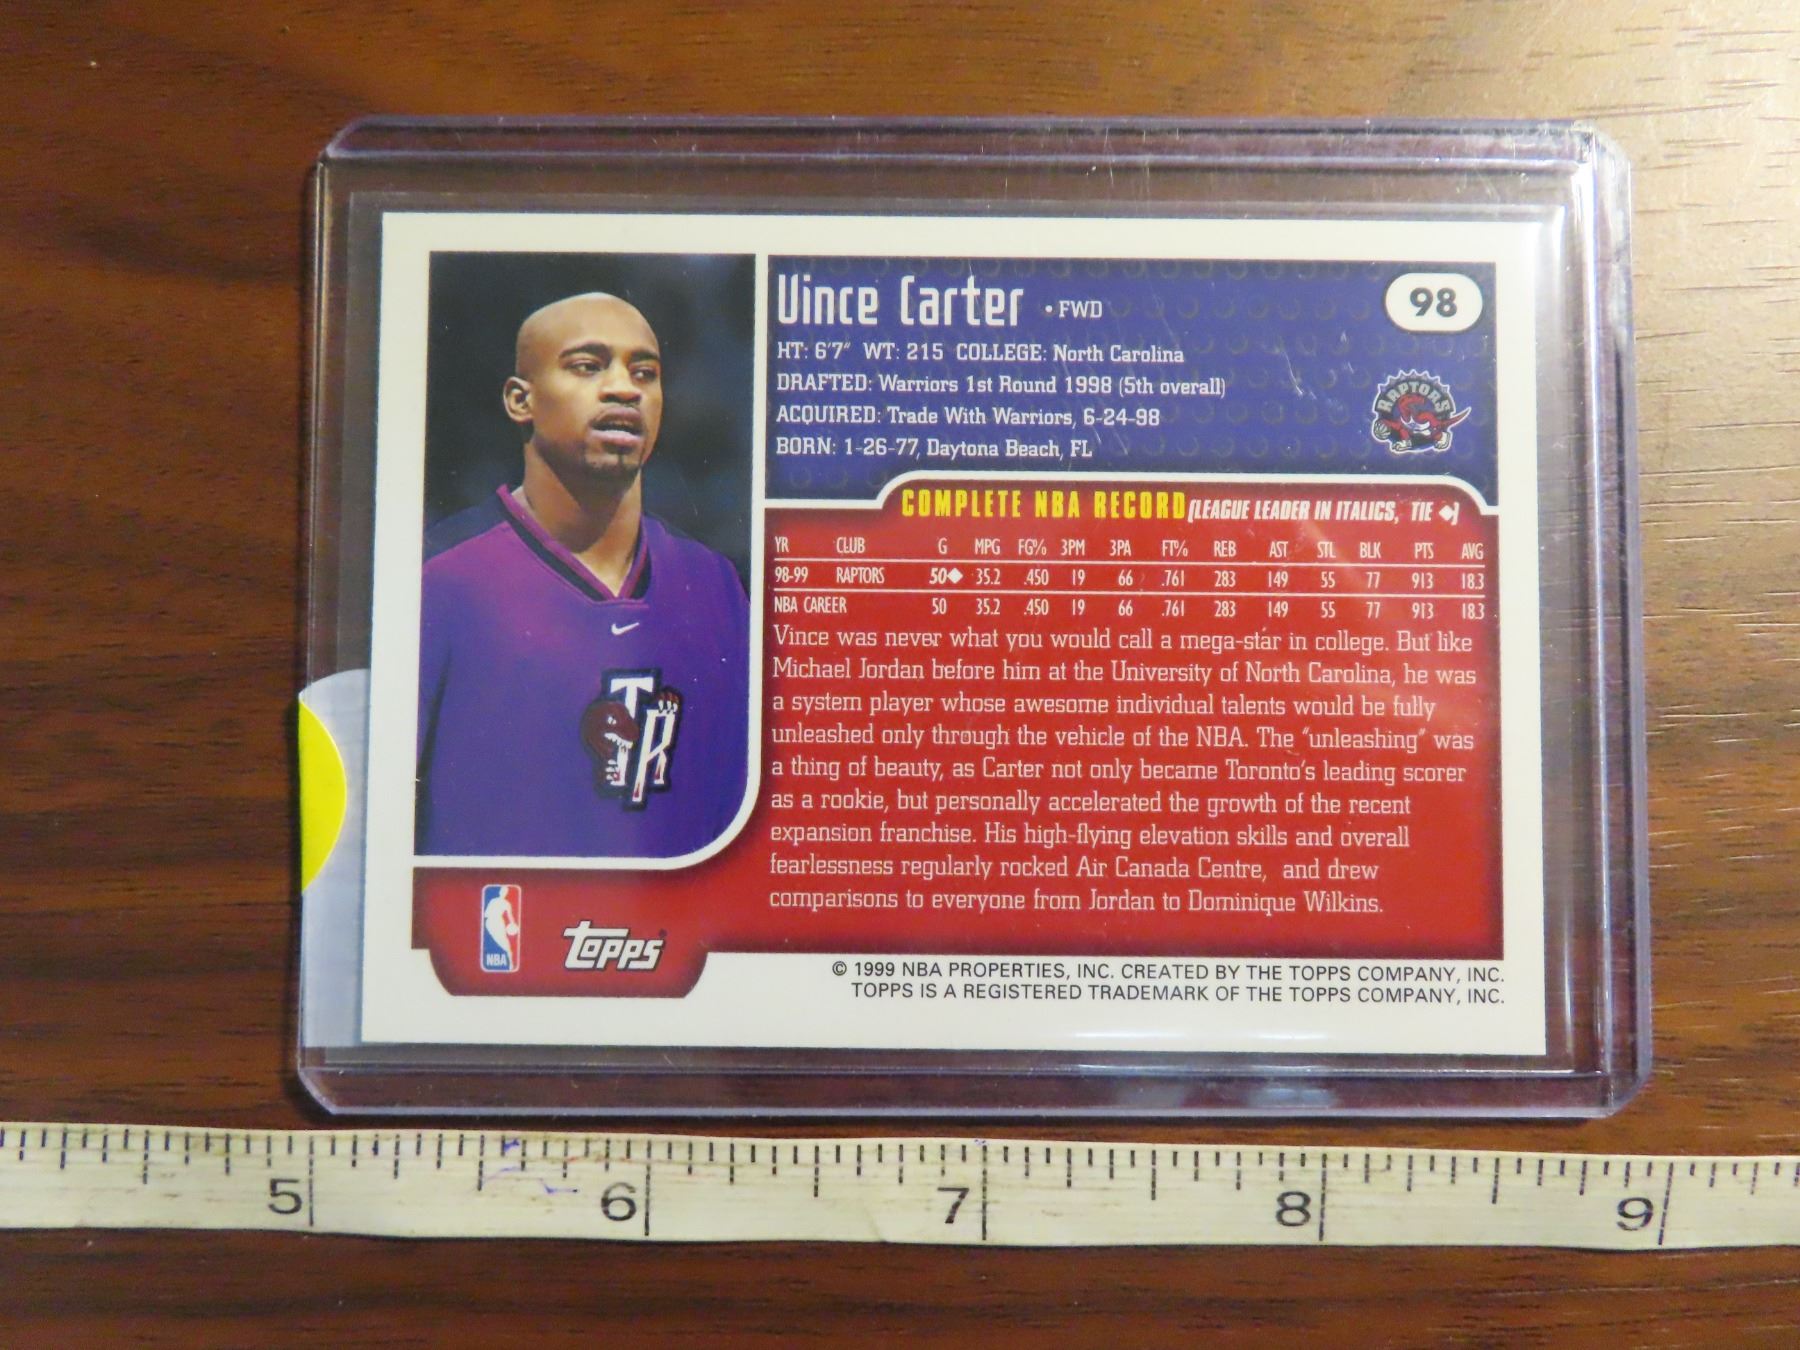 Vince Carter • FWD
98
HT: 6'7" WT: 215 COLLEGE: North Carolina
DRAFTED: Warriors 1st Round 1998 (5th overall)
ACQUIRED: Trade With Warriors, 6-24-98
BORN: 1-26-77, Daytona Beach, FL
RAPTORS
COMPLETE NBA RECORD (LEAGUE LEADER IN ITALICS, TIE ◆)
YR CLUB G MPG FG% 3PM 3PA FT% REB AST STL BLK PTS AVG
98-99 RAPTORS 50◆ 35.2 .450 19 66 .761 283 149 55 77 913 18.3
NBA CAREER 50 35.2 .450 19 66 .761 283 149 55 77 913 18.3
Vince was never what you would call a mega-star in college. But like
Michael Jordan before him at the University of North Carolina, he was
a system player whose awesome individual talents would be fully
unleashed only through the vehicle of the NBA. The "unleashing" was
a thing of beauty, as Carter not only became Toronto's leading scorer
as a rookie, but personally accelerated the growth of the recent
expansion franchise. His high-flying elevation skills and overall
fearlessness regularly rocked Air Canada Centre, and drew
comparisons to everyone from Jordan to Dominique Wilkins.
TR
NBA
Topps®
© 1999 NBA PROPERTIES, INC. CREATED BY THE TOPPS COMPANY, INC.
TOPPS IS A REGISTERED TRADEMARK OF THE TOPPS COMPANY, INC.
5 6 7 8 9